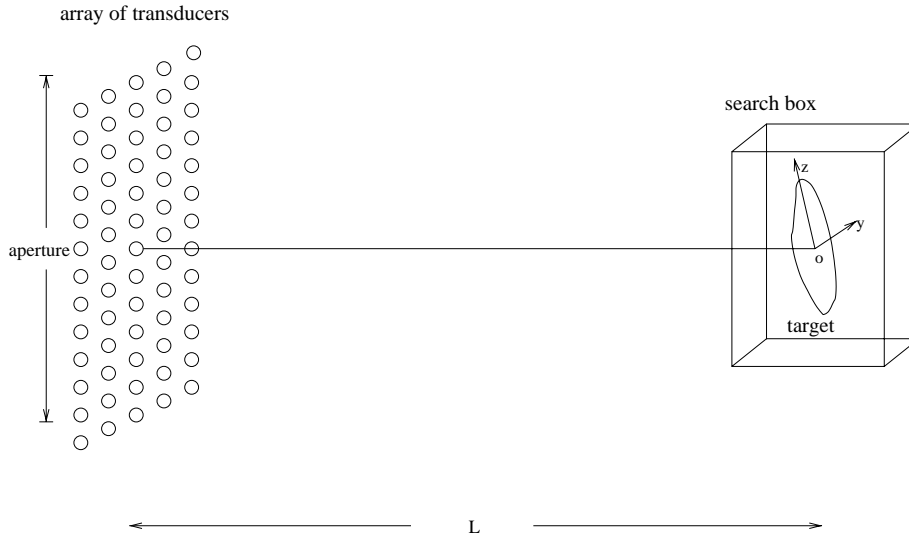 array of transducers
search box
z
y
aperture
o
target
L